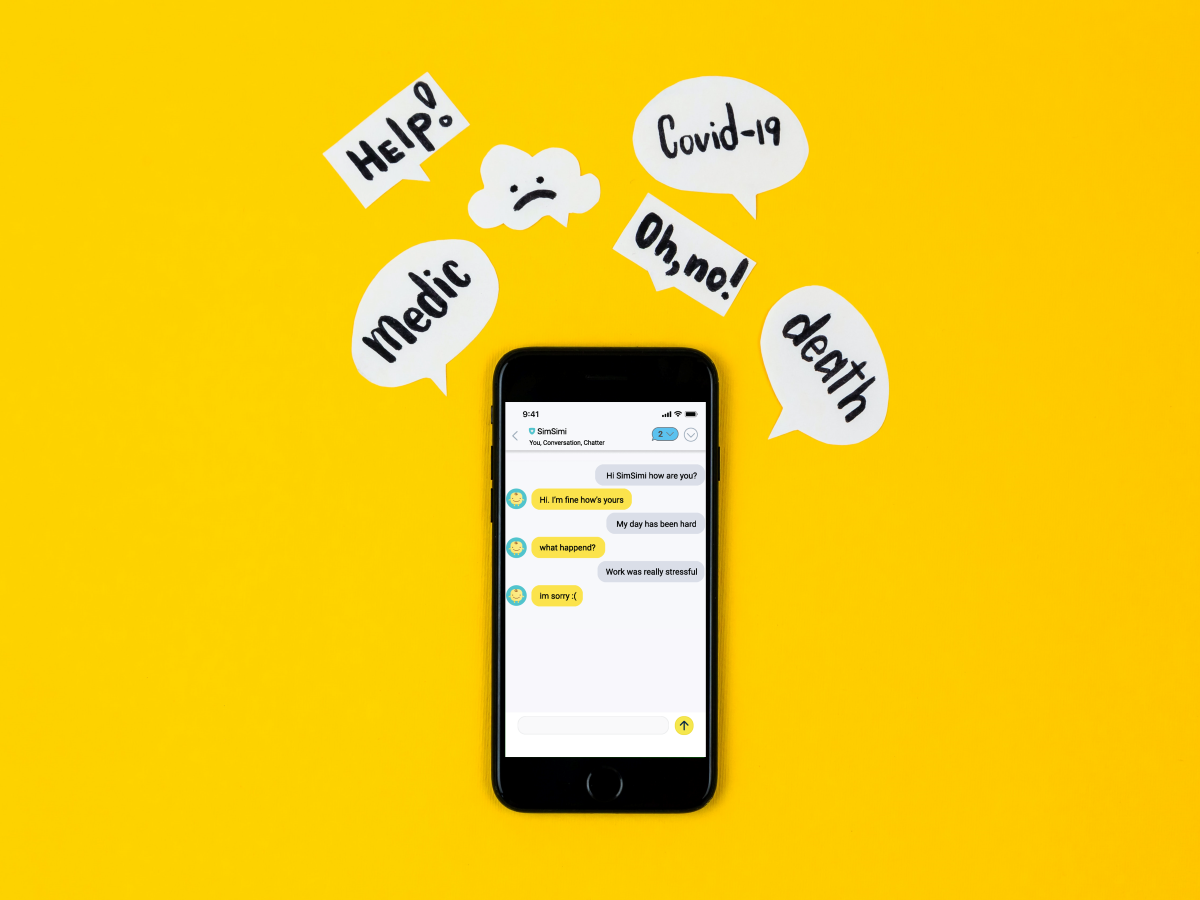 Help!
Covid-19
Oh,no!
medic
death
9:41
SimSimi
You, Conversation, Chatter
2
Hi SimSimi how are you?
Hi. I'm fine how's yours
My day has been hard
what happend?
Work was really stressful
im sorry :(